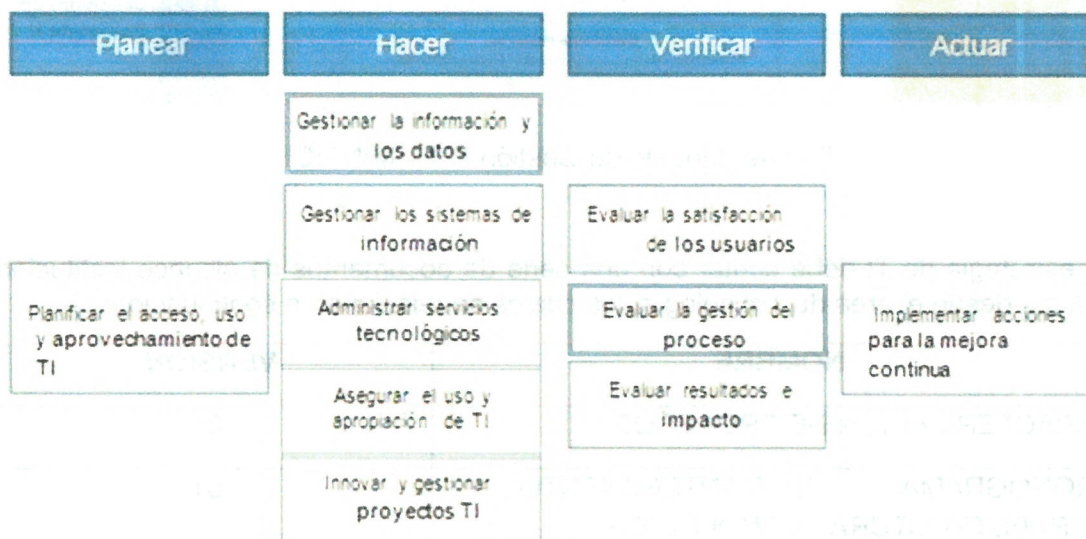 Planear
Hacer
Verificar
Actuar
Gestionar la información y
los datos
Gestionar los sistemas de
información
Evaluar la satisfacción
de los usuarios
Planificar el acceso, uso
y aprovechamiento de
TI
Administrar servicios
tecnológicos
Evaluar la gestión del
proceso
Implementar acciones
para la mejora
continua
Asegurar el uso y
apropiación de TI
Evaluar resultados e
impacto
Innovar y gestionar
proyectos TI